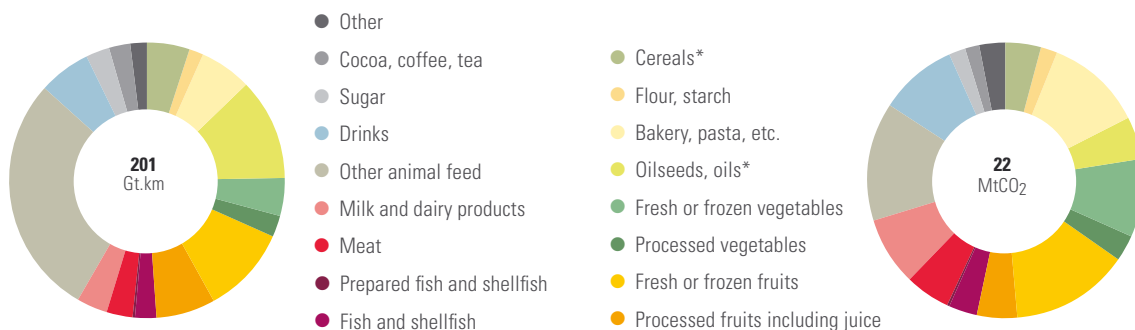 201
Gt.km
Other
Cocoa, coffee, tea
Sugar
Drinks
Other animal feed
Milk and dairy products
Meat
Prepared fish and shellfish
Fish and shellfish
Cereals*
Flour, starch
Bakery, pasta, etc.
Oilseeds, oils*
Fresh or frozen vegetables
Processed vegetables
Fresh or frozen fruits
Processed fruits including juice
22
MtCO₂